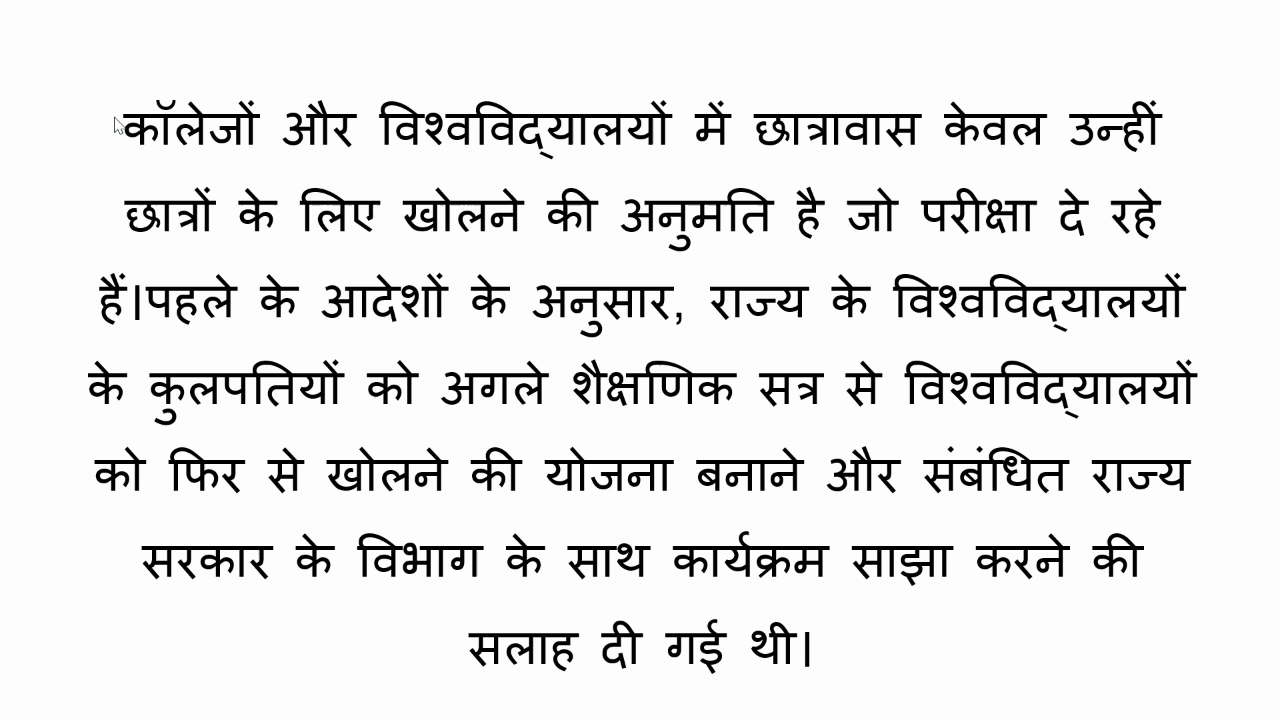 कॉलेजों और विश्वविद्यालयों में छात्रावास केवल उन्हीं
छात्रों के लिए खोलने की अनुमति है जो परीक्षा दे रहे
हैं।पहले के आदेशों के अनुसार, राज्य के विश्वविद्यालयों
के कुलपतियों को अगले शैक्षणिक सत्र से विश्वविद्यालयों
को फिर से खोलने की योजना बनाने और संबंधित राज्य
सरकार के विभाग के साथ कार्यक्रम साझा करने की
सलाह दी गई थी।